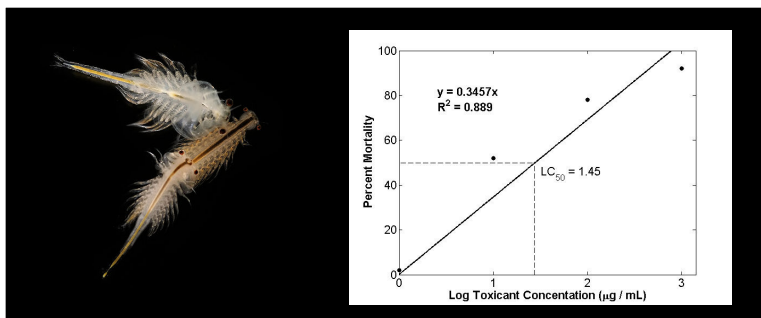 100
80
60
40
20
0
y = 0.3457x
R² = 0.889
LC₅₀ = 1.45
Percent Mortality
0 1 2 3
Log Toxicant Concentation (µg / mL)